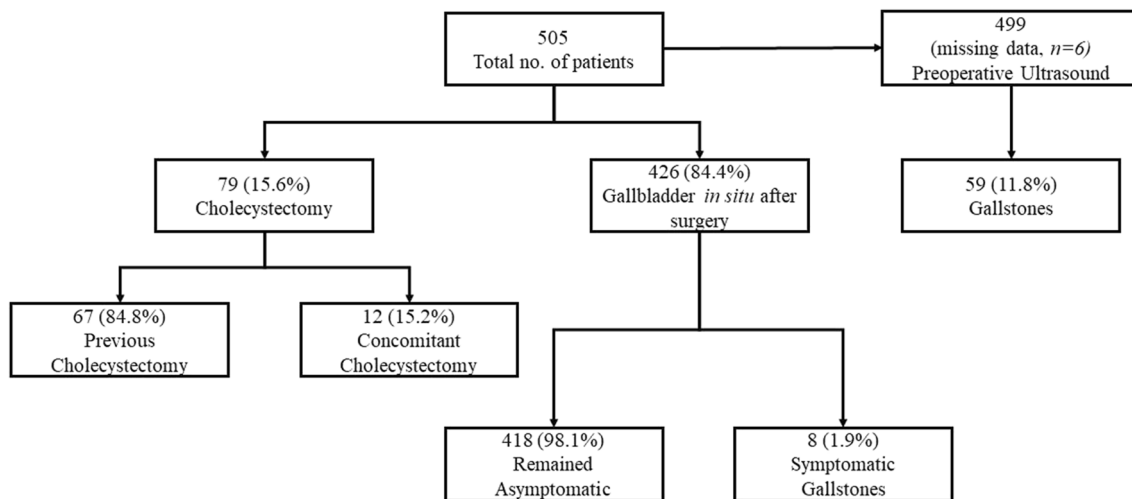 505
Total no. of patients
499
(missing data, n=6)
Preoperative Ultrasound
79 (15.6%)
Cholecystectomy
426 (84.4%)
Gallbladder in situ after
surgery
59 (11.8%)
Gallstones
67 (84.8%)
Previous
Cholecystectomy
12 (15.2%)
Concomitant
Cholecystectomy
418 (98.1%)
Remained
Asymptomatic
8 (1.9%)
Symptomatic
Gallstones